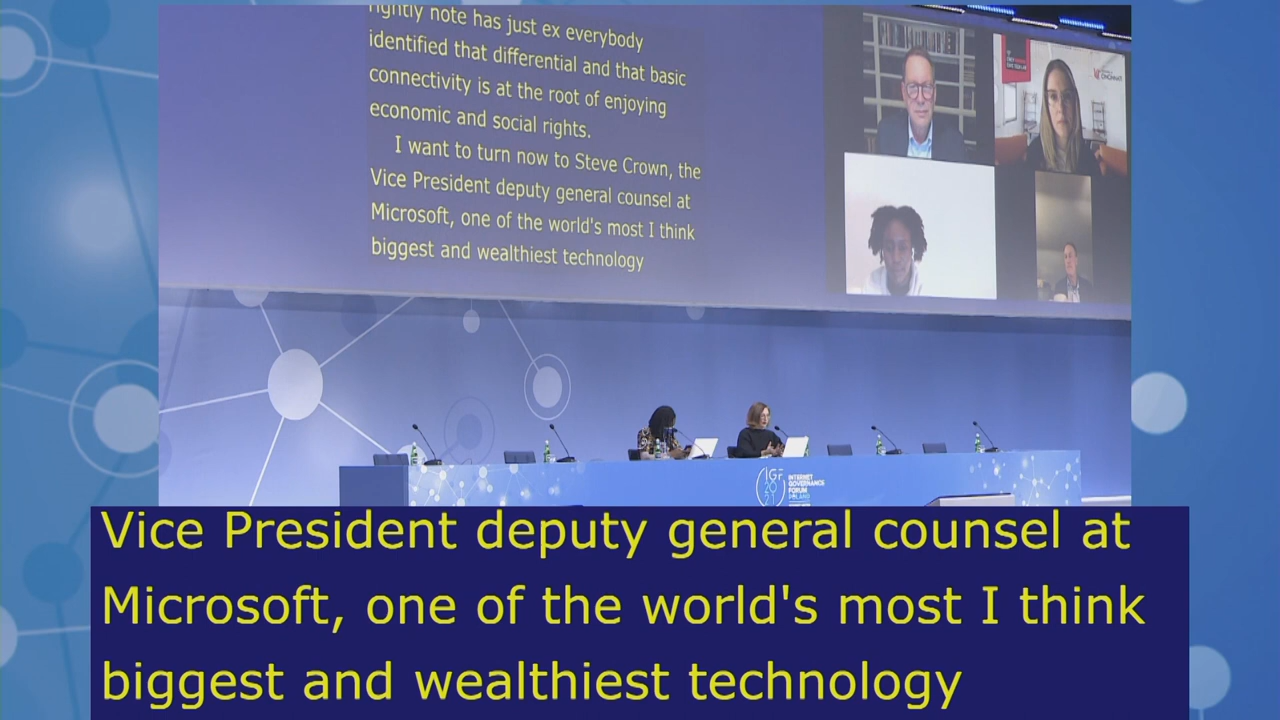 rightly note has just ex everybody
identified that differential and that basic
connectivity is at the root of enjoying
economic and social rights.
I want to turn now to Steve Crown, the
Vice President deputy general counsel at
Microsoft, one of the world's most I think
biggest and wealthiest technology
IGF
2021
INTERNET
GOVERNANCE
FORUM
POLAND
Vice President deputy general counsel at
Microsoft, one of the world's most I think
biggest and wealthiest technology